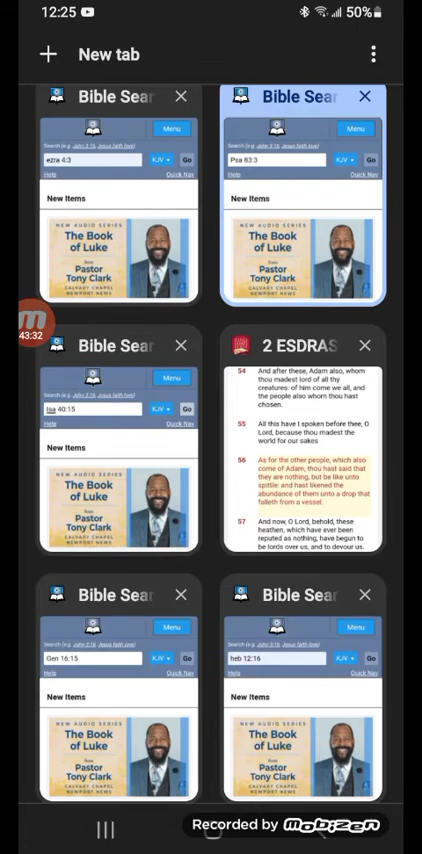 12:25
50%
New tab
Bible Sear
Menu
Search (e.g. John 3:16, Jesus faith love)
ezra 4:3
KJV
Go
Help
Quick Nav
New Items
NEW AUDIO SERIES
The Book
of Luke
from
Pastor
Tony Clark
CALVARY CHAPEL
NEWPORT NEWS
Bible Sear
Menu
Search (e.g. John 3:16, Jesus faith love)
Psa 83:3
KJV
Go
Help
Quick Nav
New Items
NEW AUDIO SERIES
The Book
of Luke
from
Pastor
Tony Clark
CALVARY CHAPEL
NEWPORT NEWS
43:32
Bible Sear
Menu
Search (e.g. John 3:16, Jesus faith love)
Isa 40:15
KJV
Go
Help
Quick Nav
New Items
NEW AUDIO SERIES
The Book
of Luke
from
Pastor
Tony Clark
CALVARY CHAPEL
NEWPORT NEWS
2 ESDRAS
54 And after these, Adam also, whom
thou madest lord of all thy
creatures: of him come we all, and
the people also whom thou hast
chosen.
55 All this have I spoken before thee, O
Lord, because thou madest the
world for our sakes
56 As for the other people, which also
come of Adam, thou hast said that
they are nothing, but be like unto
spittle: and hast likened the
abundance of them unto a drop that
falleth from a vessel.
57 And now, O Lord, behold, these
heathen, which have ever been
reputed as nothing, have begun to
be lords over us, and to devour us.
Bible Sear
Menu
Search (e.g. John 3:16, Jesus faith love)
Gen 16:15
KJV
Go
Help
Quick Nav
New Items
NEW AUDIO SERIES
The Book
of Luke
from
Pastor
Tony Clark
CALVARY CHAPEL
NEWPORT NEWS
Bible Sear
Menu
Search (e.g. John 3:16, Jesus faith love)
heb 12:16
KJV
Go
Help
Quick Nav
New Items
NEW AUDIO SERIES
The Book
of Luke
from
Pastor
Tony Clark
CALVARY CHAPEL
NEWPORT NEWS
Recorded by MOBIZEN